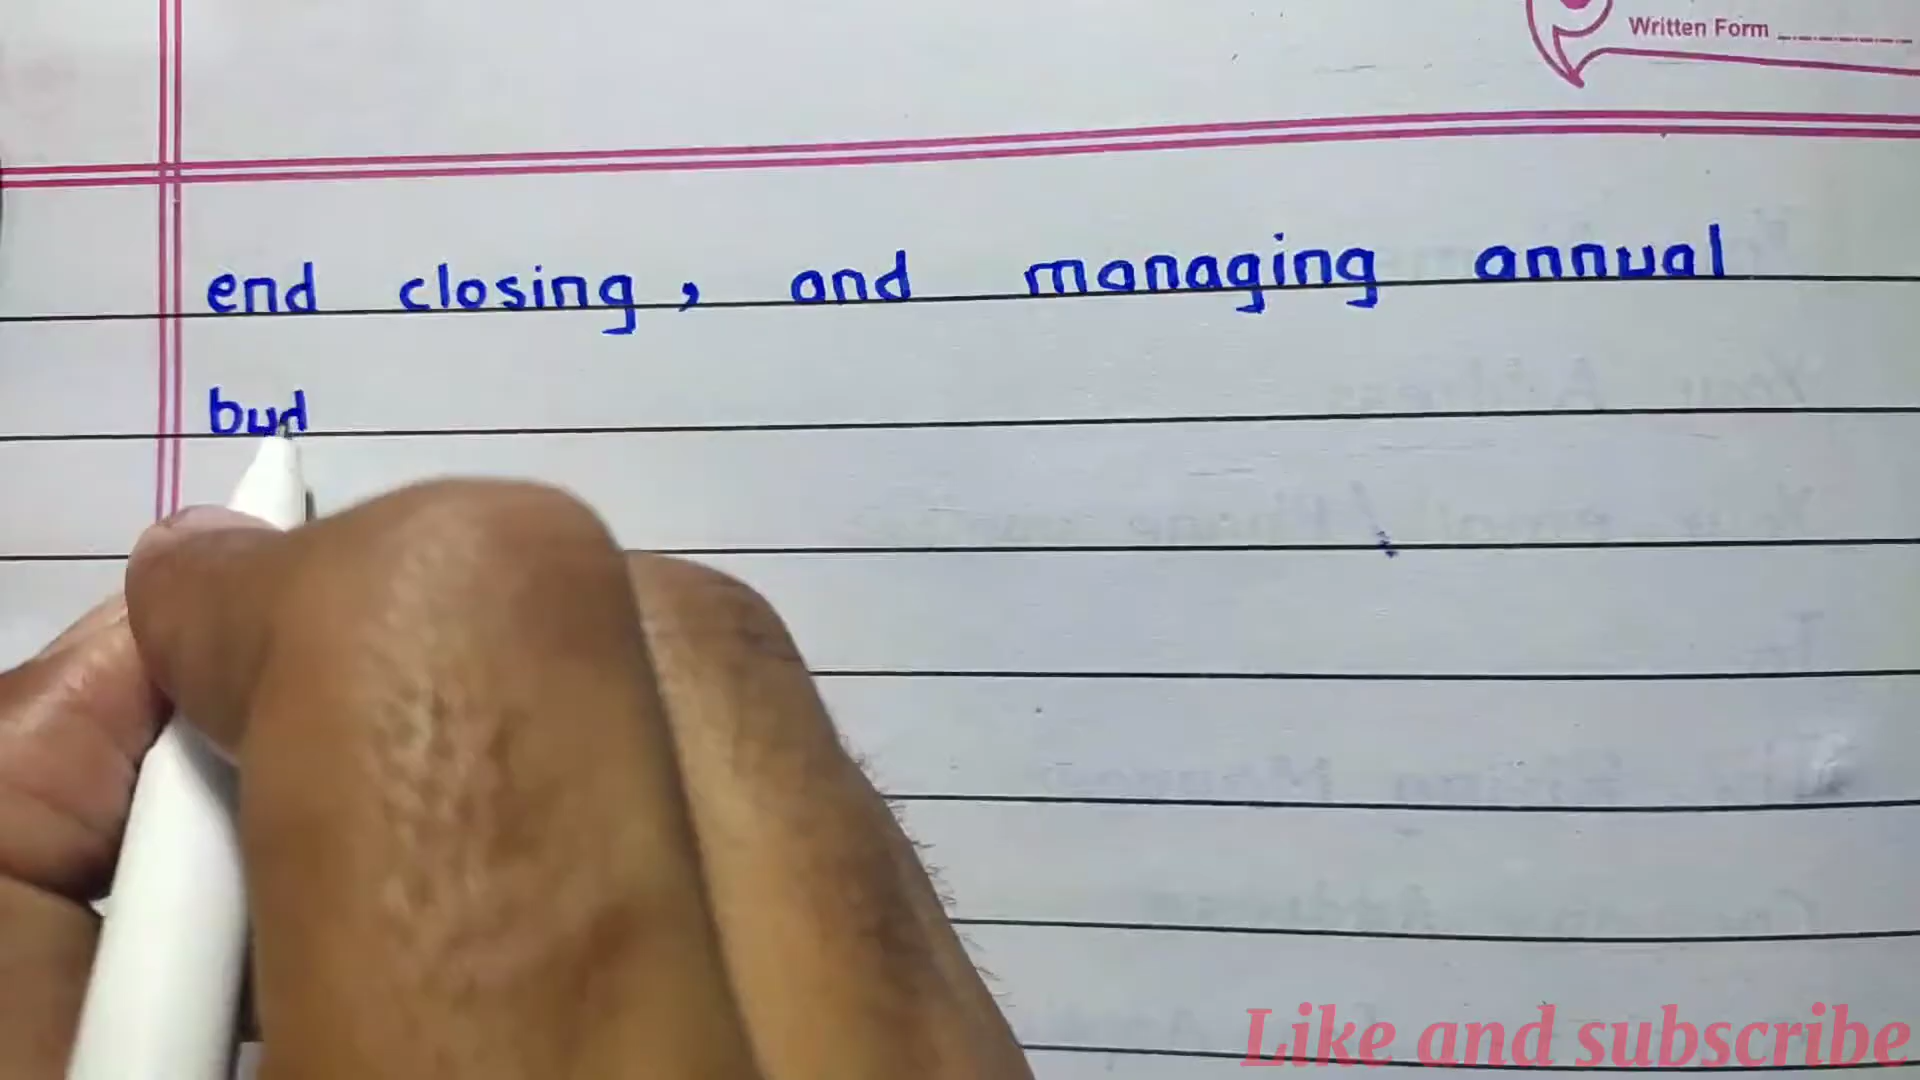 Written Form
end closing, and managing annual
bud
Like and subscribe